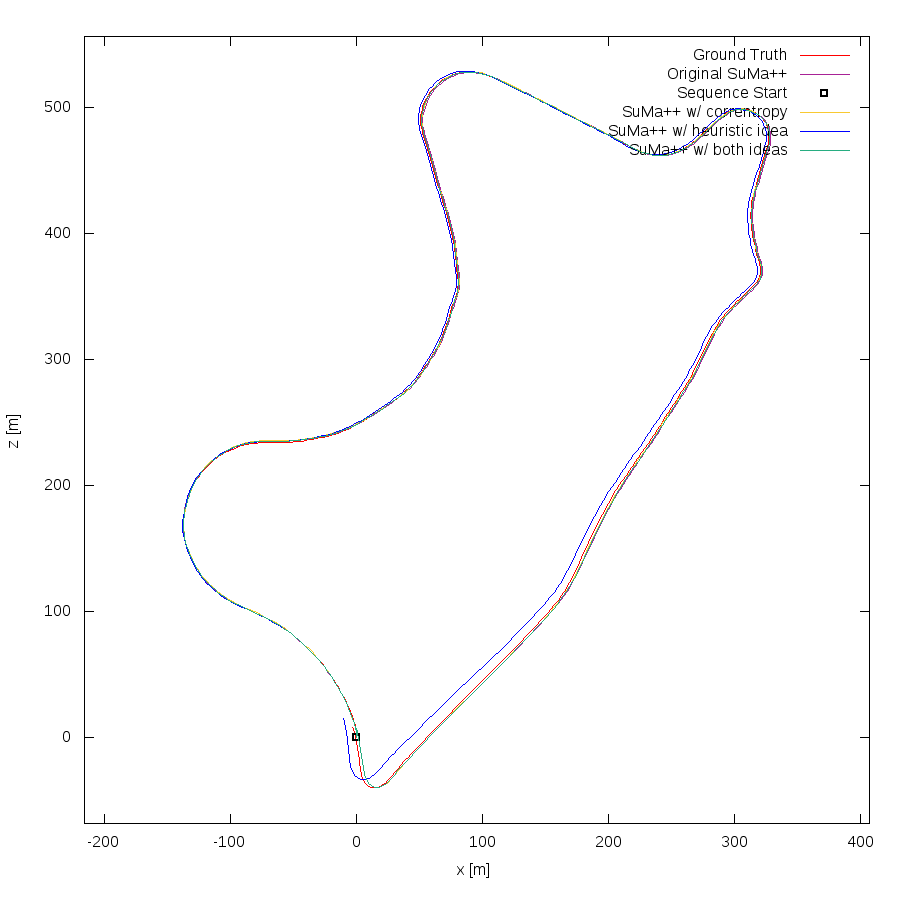 Ground Truth
Original SuMa++
Sequence Start
SuMa++ w/ correntropy
SuMa++ w/ heuristic idea
SuMa++ w/ both ideas
500
400
300
200
100
0
z [m]
-200
-100
0
100
200
300
400
x [m]